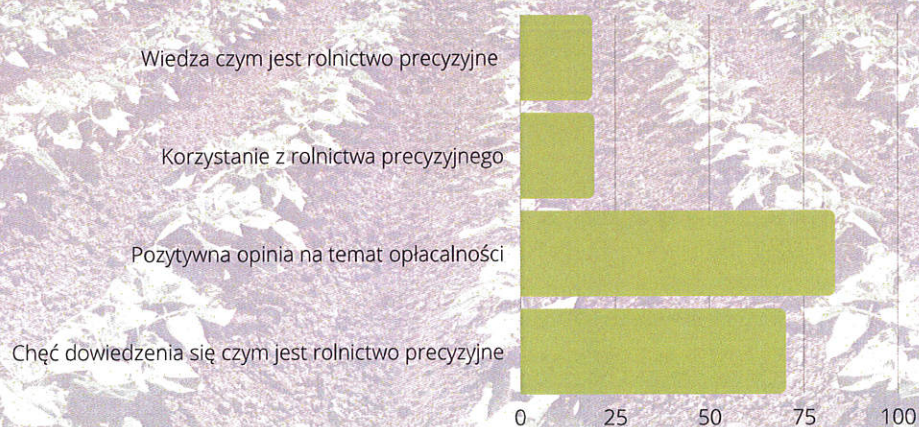 Wiedza czym jest rolnictwo precyzyjne
Korzystanie z rolnictwa precyzyjnego
Pozytywna opinia na temat opłacalności
Chęć dowiedzenia się czym jest rolnictwo precyzyjne
0 25 50 75 100